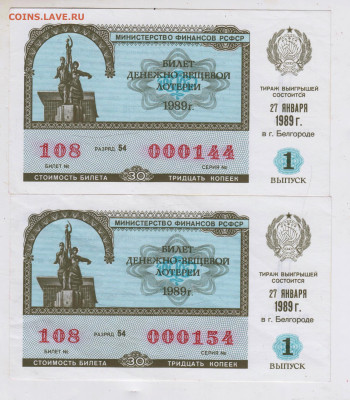 COINS.LAVE.RU
МИНИСТЕРСТВО ФИНАНСОВ РСФСР
БИЛЕТ
ДЕНЕЖНО-ВЕЩЕВОЙ
ЛОТЕРЕИ
1989г.
108 РАЗРЯД 54 000144
БИЛЕТ № СЕРИЯ №
СТОИМОСТЬ БИЛЕТА 30 ТРИДЦАТЬ КОПЕЕК
ТИРАЖ ВЫИГРЫШЕЙ
СОСТОИТСЯ
27 ЯНВАРЯ
1989 г.
в г. Белгороде
1
ВЫПУСК
МИНИСТЕРСТВО ФИНАНСОВ РСФСР
БИЛЕТ
ДЕНЕЖНО-ВЕЩЕВОЙ
ЛОТЕРЕИ
1989г.
108 РАЗРЯД 54 000154
БИЛЕТ № СЕРИЯ №
СТОИМОСТЬ БИЛЕТА 30 ТРИДЦАТЬ КОПЕЕК
ТИРАЖ ВЫИГРЫШЕЙ
СОСТОИТСЯ
27 ЯНВАРЯ
1989 г.
в г. Белгороде
1
ВЫПУСК